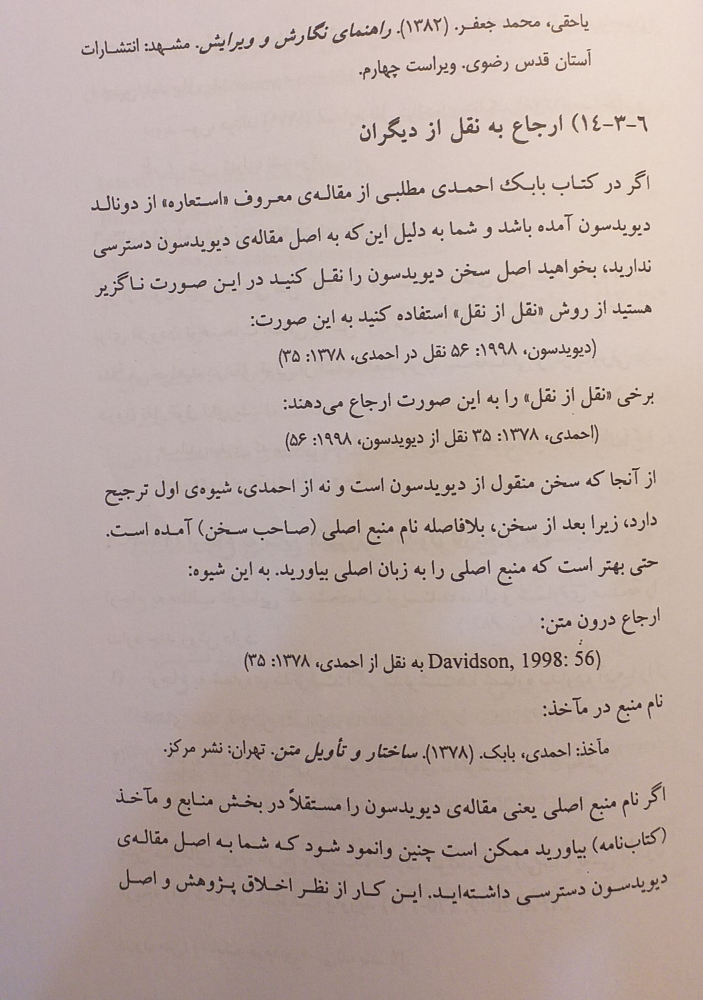 یاحقی، محمد جعفر. (۱۳۸۲). راهنمای نگارش و ویرایش. مشهد: انتشارات
آستان قدس رضوی. ویراست چهارم.
۱۴-۳-۶) ارجاع به نقل از دیگران
اگر در کتاب بابک احمدی مطلبی از مقاله‌ی معروف «استعاره» از دونالد
دیویدسون آمده باشد و شما به دلیل این‌که به اصل مقاله‌ی دیویدسون دسترسی
ندارید، بخواهید اصل سخن دیویدسون را نقل کنید در این صورت ناگزیر
هستید از روش «نقل از نقل» استفاده کنید به این صورت:
(دیویدسون، ۱۹۹۸: ۵۶ نقل در احمدی، ۱۳۷۸: ۳۵)
برخی «نقل از نقل» را به این صورت ارجاع می‌دهند:
(احمدی، ۱۳۷۸: ۳۵ نقل از دیویدسون، ۱۹۹۸: ۵۶)
از آنجا که سخن منقول از دیویدسون است و نه از احمدی، شیوه‌ی اول ترجیح
دارد، زیرا بعد از سخن، بلافاصله نام منبع اصلی (صاحب سخن) آمده است.
حتی بهتر است که منبع اصلی را به زبان اصلی بیاورید. به این شیوه:
ارجاع درون متن:
(Davidson, 1998: 56 به نقل از احمدی، ۱۳۷۸: ۳۵)
نام منبع در مآخذ:
مآخذ: احمدی، بابک. (۱۳۷۸). ساختار و تأویل متن. تهران: نشر مرکز.
اگر نام منبع اصلی یعنی مقاله‌ی دیویدسون را مستقلاً در بخش منابع و مآخذ
(کتاب‌نامه) بیاورید ممکن است چنین وانمود شود که شما به اصل مقاله‌ی
دیویدسون دسترسی داشته‌اید. این کار از نظر اخلاق پژوهش و اصل